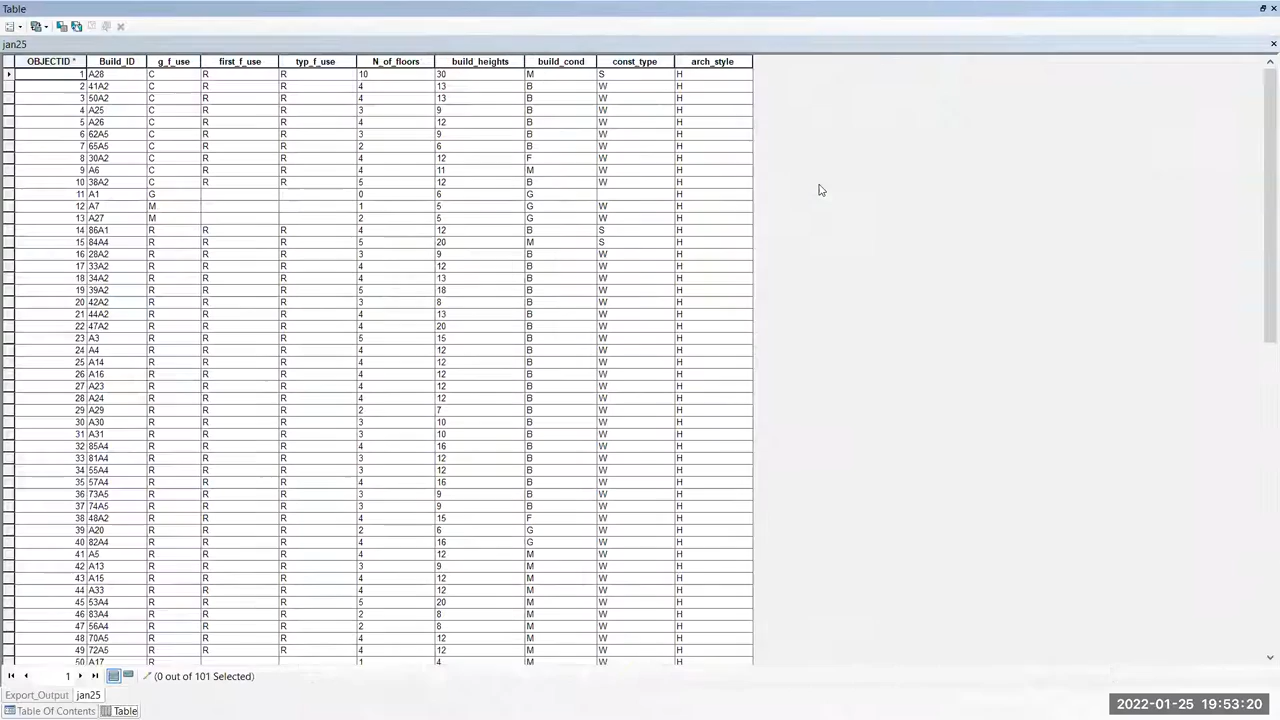 Table
jan25
OBJECTID * Build_ID g_f_use first_f_use typ_f_use N_of_floors build_heights build_cond const_type arch_style
1 A28 C R R 10 30 M S H
2 41A2 C R R 4 13 B W H
3 50A2 C R R 4 13 B W H
4 A25 C R R 3 9 B W H
5 A26 C R R 4 12 B W H
6 62A5 C R R 3 9 B W H
7 65A5 C R R 2 6 B W H
8 30A2 C R R 4 12 F W H
9 A6 C R R 4 11 M W H
10 38A2 C R R 5 12 B W H
11 A1 G 0 6 G H
12 A7 M 1 5 G W H
13 A27 M 2 5 G W H
14 86A1 R R R 4 12 B S H
15 84A4 R R R 5 20 M S H
16 28A2 R R R 3 9 B W H
17 33A2 R R R 4 12 B W H
18 34A2 R R R 4 13 B W H
19 39A2 R R R 5 18 B W H
20 42A2 R R R 3 8 B W H
21 44A2 R R R 4 13 B W H
22 47A2 R R R 4 20 B W H
23 A3 R R R 5 15 B W H
24 A4 R R R 4 12 B W H
25 A14 R R R 4 12 B W H
26 A16 R R R 4 12 B W H
27 A23 R R R 4 12 B W H
28 A24 R R R 4 12 B W H
29 A29 R R R 2 7 B W H
30 A30 R R R 3 10 B W H
31 A31 R R R 3 10 B W H
32 85A4 R R R 4 16 B W H
33 81A4 R R R 3 12 B W H
34 55A4 R R R 3 12 B W H
35 57A4 R R R 4 16 B W H
36 73A5 R R R 3 9 B W H
37 74A5 R R R 3 9 B W H
38 48A2 R R R 4 15 F W H
39 A20 R R R 2 6 G W H
40 82A4 R R R 4 16 G W H
41 A5 R R R 4 12 M W H
42 A13 R R R 3 9 M W H
43 A15 R R R 4 12 M W H
44 A33 R R R 4 12 M W H
45 53A4 R R R 5 20 M W H
46 83A4 R R R 2 8 M W H
47 56A4 R R R 2 8 M W H
48 70A5 R R R 4 12 M W H
49 72A5 R R R 4 12 M W H
50 A17 R 1 4 M W H
1 (0 out of 101 Selected)
Export_Output jan25
Table Of Contents Table
2022-01-25 19:53:20